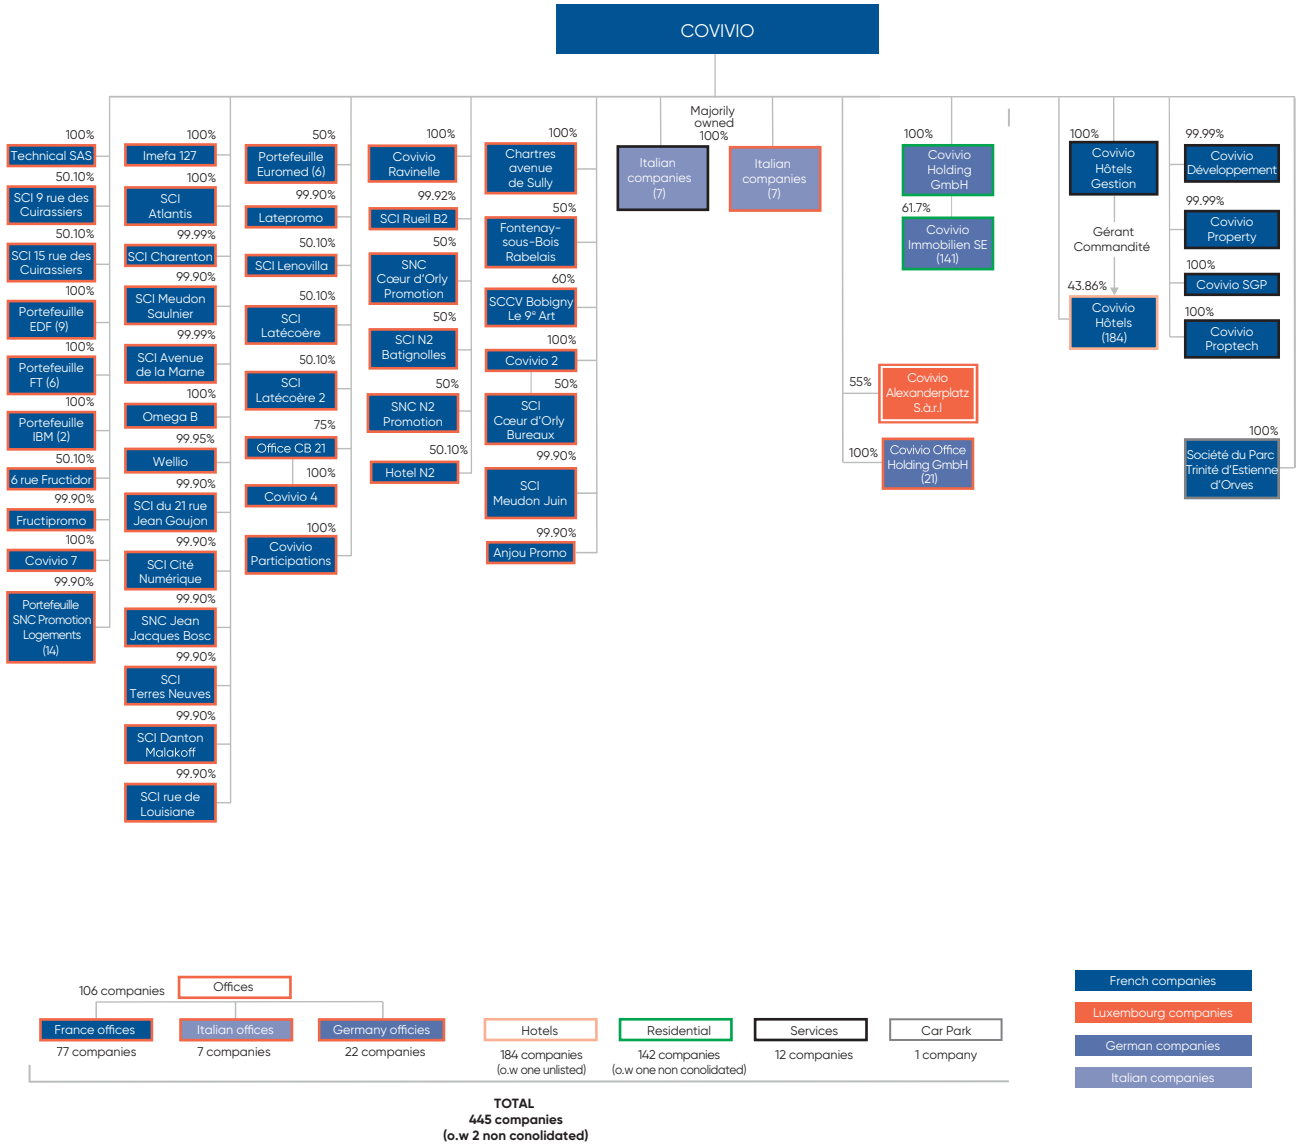 COVIVIO
100%
Technical SAS
50.10%
SCI 9 rue des
Cuirassiers
50.10%
SCI 15 rue des
Cuirassiers
100%
Portefeuille
EDF (9)
100%
Portefeuille
FT (6)
100%
Portefeuille
IBM (2)
50.10%
6 rue Fructidor
99.90%
Fructipromo
100%
Covivio 7
99.90%
Portefeuille
SNC Promotion
Logements
(14)
100%
Imefa 127
100%
SCI
Atlantis
99.99%
SCI Charenton
99.90%
SCI Meudon
Saulnier
99.99%
SCI Avenue
de la Marne
100%
Omega B
99.95%
Wellio
99.90%
SCI du 21 rue
Jean Goujon
99.90%
SCI Cité
Numérique
99.90%
SNC Jean
Jacques Bosc
99.90%
SCI
Terres Neuves
99.90%
SCI Danton
Malakoff
99.90%
SCI rue de
Louisiane
50%
Portefeuille
Euromed (6)
99.90%
Latepromo
50.10%
SCI Lenovilla
50.10%
SCI
Latécoère
50.10%
SCI
Latécoère 2
75%
Office CB 21
100%
Covivio 4
100%
Covivio
Participations
100%
Covivio
Ravinelle
99.92%
SCI Rueil B2
50%
SNC
Cœur d'Orly
Promotion
50%
SCI N2
Batignolles
50%
SNC N2
Promotion
50.10%
Hotel N2
100%
Chartres
avenue
de Sully
50%
Fontenay-
sous-Bois
Rabelais
60%
SCCV Bobigny
Le 9e Art
100%
Covivio 2
50%
SCI
Cœur d'Orly
Bureaux
99.90%
SCI
Meudon Juin
99.90%
Anjou Promo
Majorily
owned
100%
Italian
companies
(7)
Italian
companies
(7)
100%
Covivio
Holding
GmbH
61.7%
Covivio
Immobilien SE
(141)
55%
Covivio
Alexanderplatz
S.à.r.l
100%
Covivio Office
Holding GmbH
(21)
100%
Covivio
Hôtels
Gestion
Gérant
Commandité
43.86%
Covivio
Hôtels
(184)
99.99%
Covivio
Développement
99.99%
Covivio
Property
100%
Covivio SGP
100%
Covivio
Proptech
100%
Société du Parc
Trinité d'Estienne
d'Orves
106 companies
Offices
France offices
77 companies
Italian offices
7 companies
Germany officies
22 companies
Hotels
184 companies
(o.w one unlisted)
Residential
142 companies
(o.w one non conolidated)
Services
12 companies
Car Park
1 company
TOTAL
445 companies
(o.w 2 non conolidated)
French companies
Luxembourg companies
German companies
Italian companies